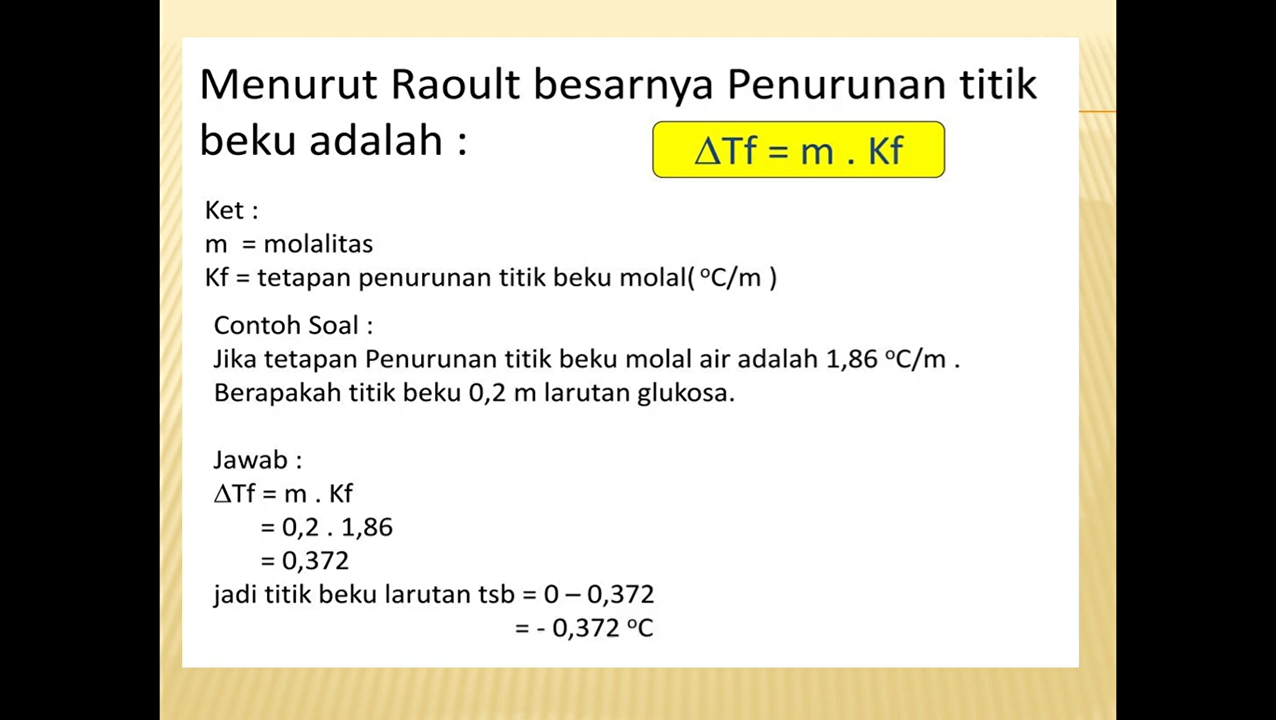 Menurut Raoult besarnya Penurunan titik
beku adalah :
ΔTf = m . Kf
Ket :
m = molalitas
Kf = tetapan penurunan titik beku molal( ºC/m )
Contoh Soal :
Jika tetapan Penurunan titik beku molal air adalah 1,86 ºC/m .
Berapakah titik beku 0,2 m larutan glukosa.
Jawab :
ΔTf = m . Kf
= 0,2 . 1,86
= 0,372
jadi titik beku larutan tsb = 0 – 0,372
= - 0,372 ºC